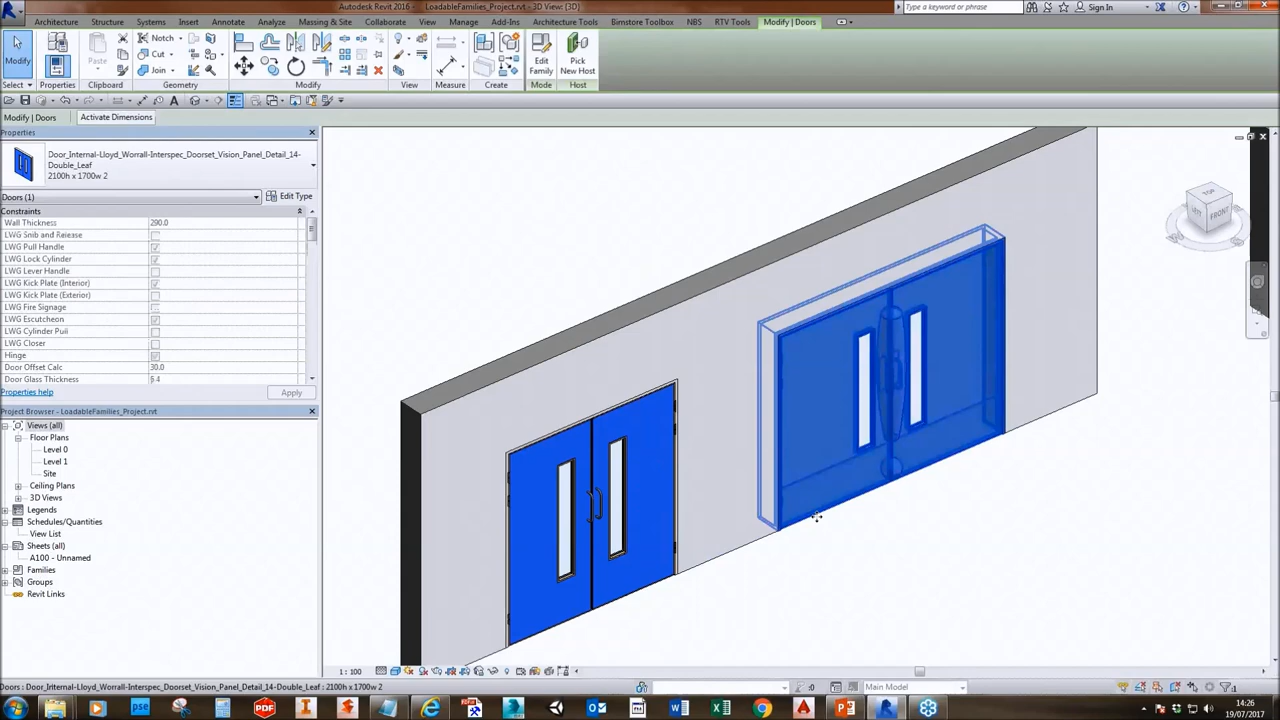 Autodesk Revit 2016 - LoadableFamilies_Project.rvt - 3D View: {3D}
Type a keyword or phrase
Sign In
Architecture Structure Systems Insert Annotate Analyze Massing & Site Collaborate View Manage Add-Ins Architecture Tools Bimstore Toolbox NBS RTV Tools Modify | Doors
Modify
Paste
Notch
Cut
Join
Edit Family
Pick New Host
Select Properties Clipboard Geometry Modify View Measure Create Mode Host
Modify | Doors
Activate Dimensions
Properties
Door_Internal-Lloyd_Worrall-Interspec_Doorset_Vision_Panel_Detail_14-
Double_Leaf
2100h x 1700w 2
Doors (1)
Edit Type
Constraints
Wall Thickness 290.0
LWG Snib and Release
LWG Pull Handle
LWG Lock Cylinder
LWG Lever Handle
LWG Kick Plate (Interior)
LWG Kick Plate (Exterior)
LWG Fire Signage
LWG Escutcheon
LWG Cylinder Pull
LWG Closer
Hinge
Door Offset Calc 30.0
Door Glass Thickness
Properties help
Apply
Project Browser - LoadableFamilies_Project.rvt
Views (all)
Floor Plans
Level 0
Level 1
Site
Ceiling Plans
3D Views
Legends
Schedules/Quantities
View List
Sheets (all)
A100 - Unnamed
Families
Groups
Revit Links
TOP
LEFT
FRONT
1 : 100
Doors : Door_Internal-Lloyd_Worrall-Interspec_Doorset_Vision_Panel_Detail_14-Double_Leaf : 2100h x 1700w 2
:0
Main Model
:1
pse
PDF
14:26
19/07/2017